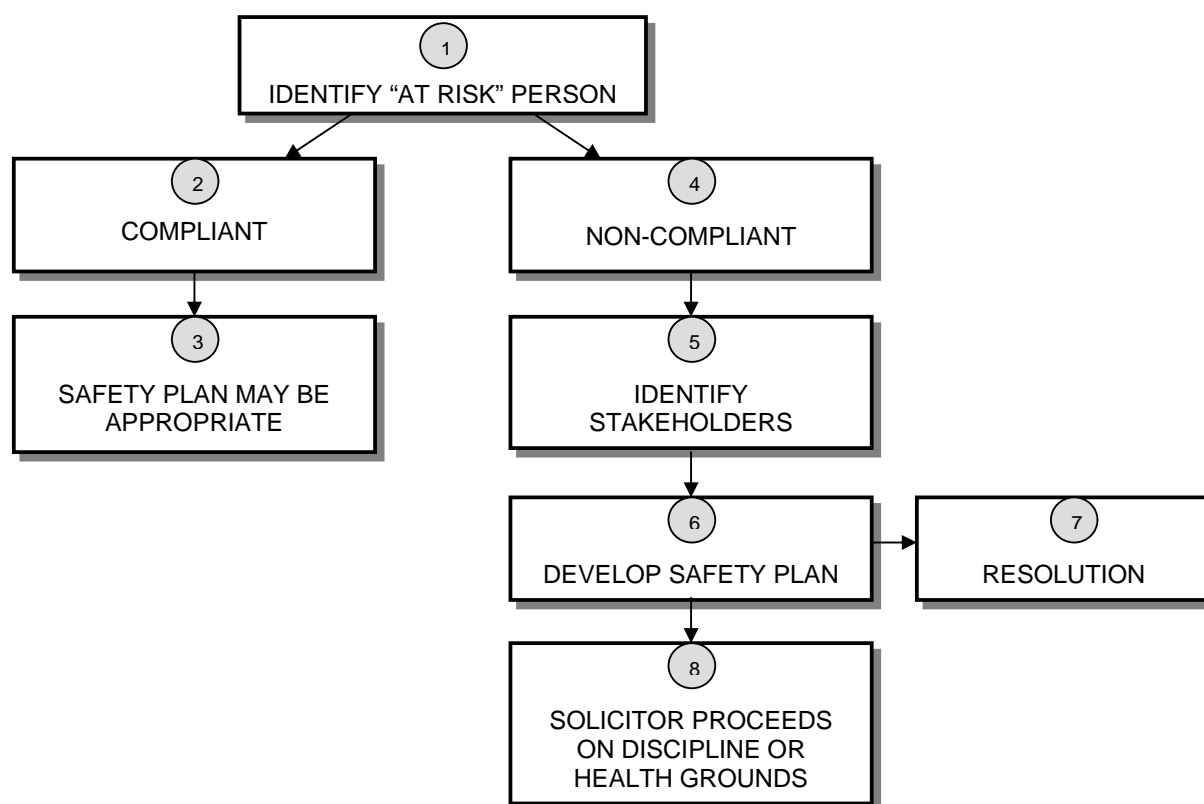 1
IDENTIFY “AT RISK” PERSON
2
COMPLIANT
4
NON-COMPLIANT
3
SAFETY PLAN MAY BE
APPROPRIATE
5
IDENTIFY
STAKEHOLDERS
6
DEVELOP SAFETY PLAN
7
RESOLUTION
8
SOLICITOR PROCEEDS
ON DISCIPLINE OR
HEALTH GROUNDS